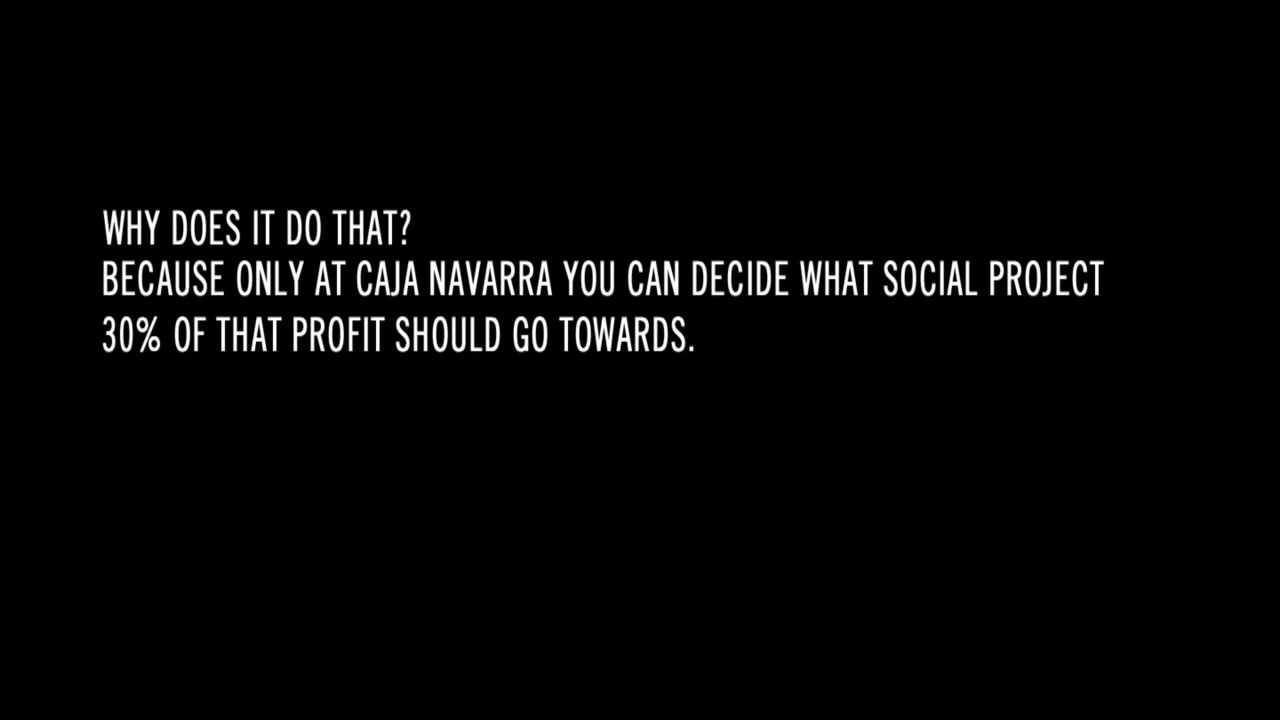 WHY DOES IT DO THAT?
BECAUSE ONLY AT CAJA NAVARRA YOU CAN DECIDE WHAT SOCIAL PROJECT
30% OF THAT PROFIT SHOULD GO TOWARDS.